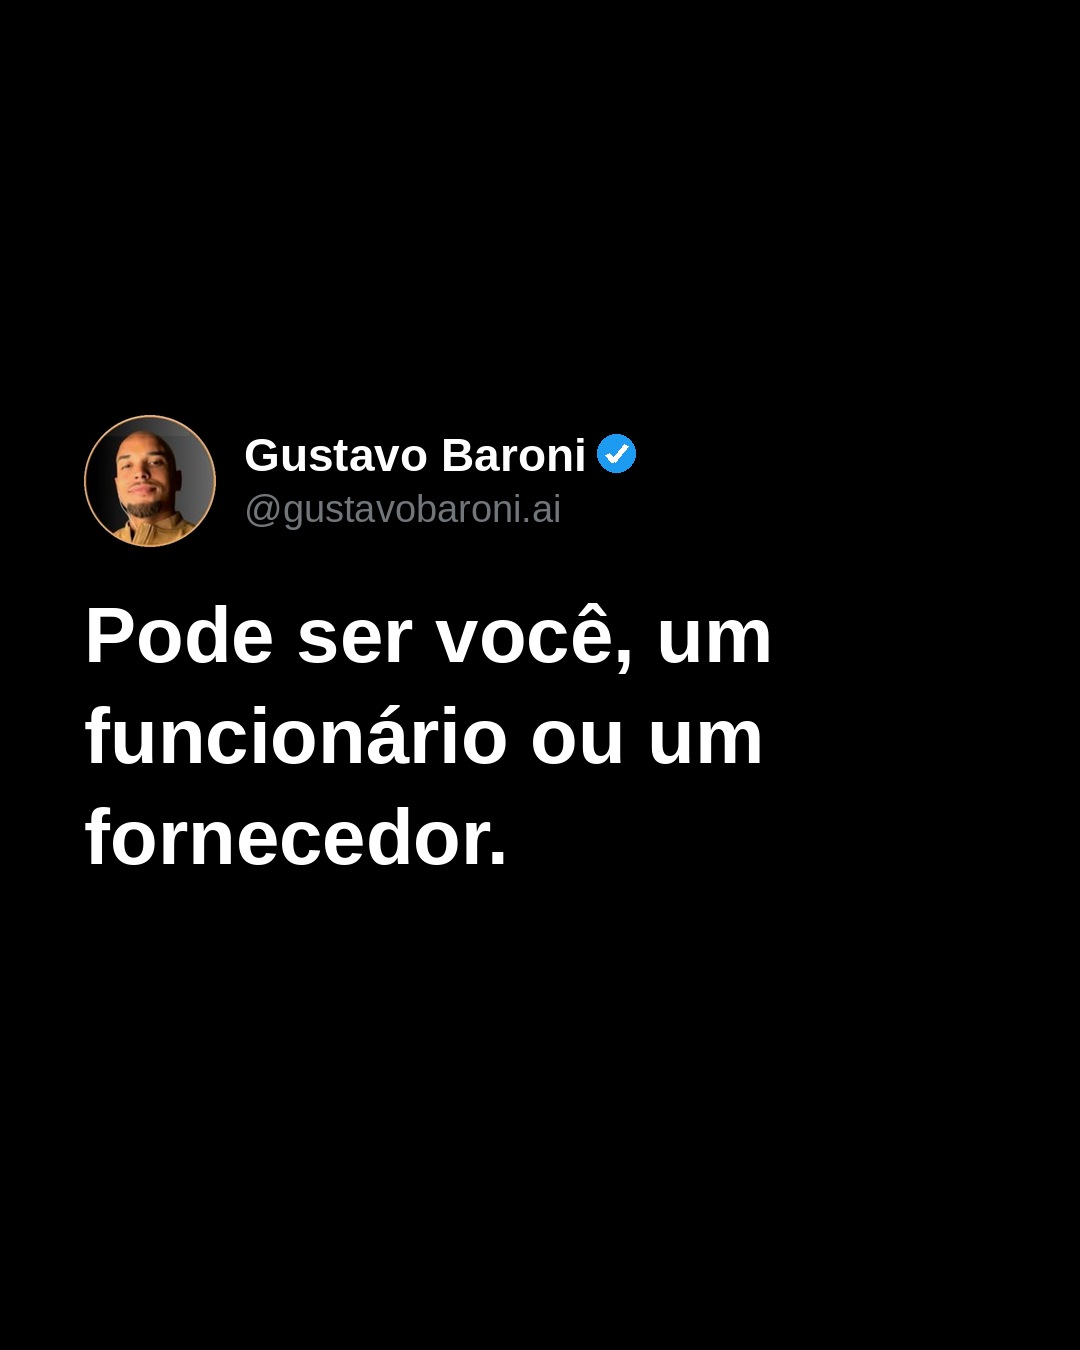 Gustavo Baroni
@gustavobaroni.ai
Pode ser você, um
funcionário ou um
fornecedor.